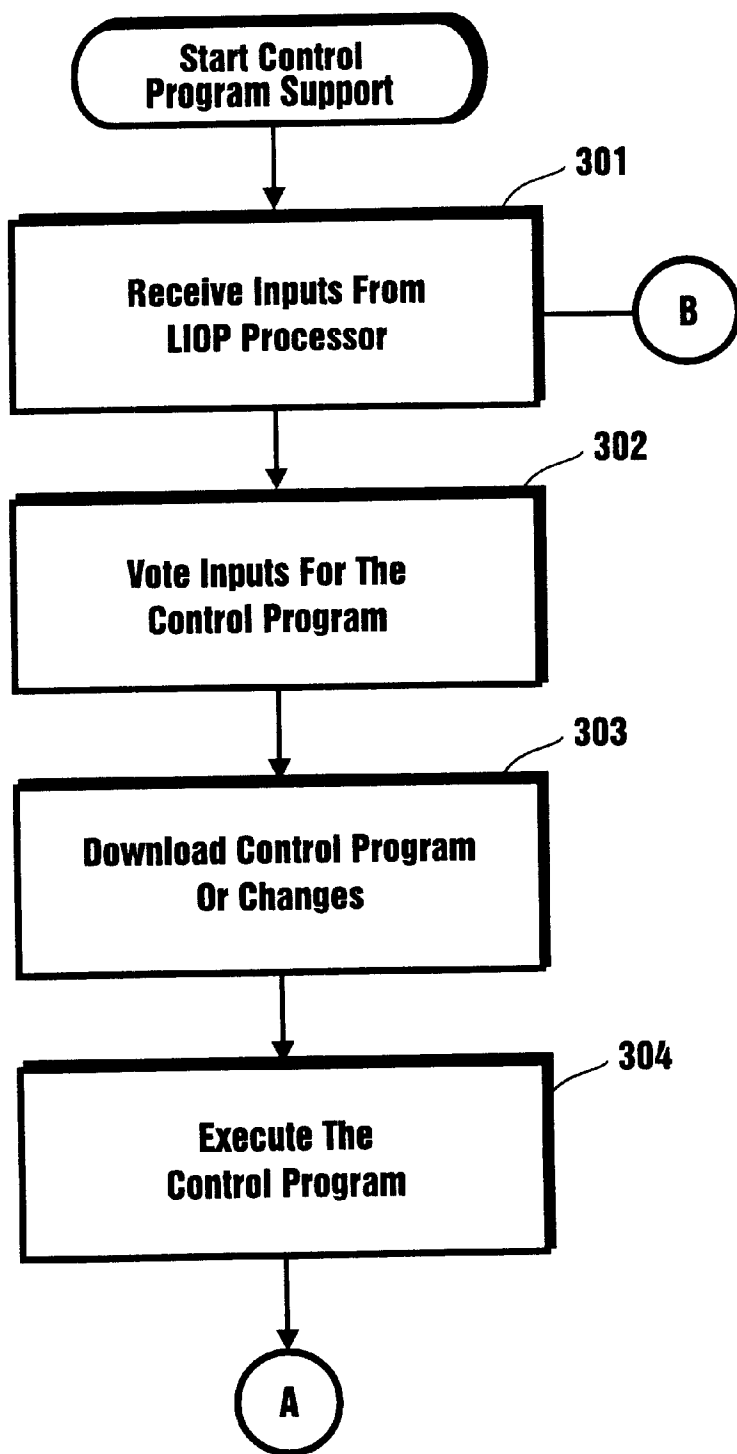 Start Control
Program Support
301
Receive Inputs From
LIOP Processor
B
302
Vote Inputs For The
Control Program
303
Download Control Program
Or Changes
304
Execute The
Control Program
A